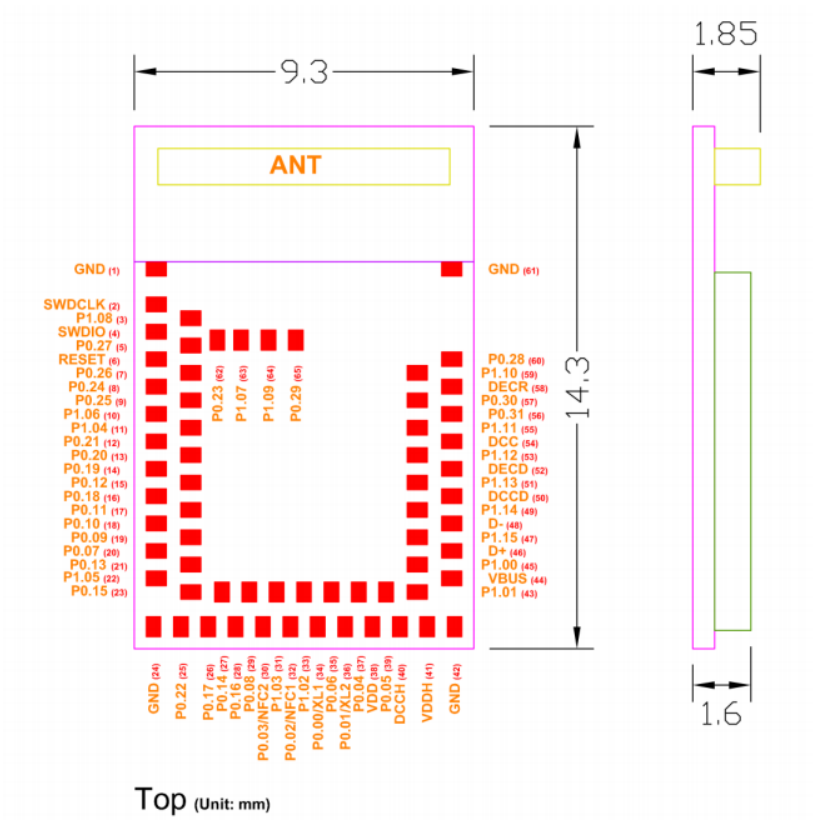 1.85
9.3
ANT
14.3
GND (1)
SWDCLK (2)
P1.08 (3)
SWDIO (4)
P0.27 (5)
RESET (6)
P0.26 (7)
P0.24 (8)
P0.25 (9)
P1.06 (10)
P1.04 (11)
P0.21 (12)
P0.20 (13)
P0.19 (14)
P0.12 (15)
P0.18 (16)
P0.11 (17)
P0.10 (18)
P0.09 (19)
P0.07 (20)
P0.13 (21)
P1.05 (22)
P0.15 (23)
P0.23 (62)
P1.07 (63)
P1.09 (64)
P0.29 (65)
GND (61)
P0.28 (60)
P1.10 (59)
DECR (58)
P0.30 (57)
P0.31 (56)
P1.11 (55)
DCC (54)
P1.12 (53)
DECD (52)
P1.13 (51)
DCCD (50)
P1.14 (49)
D- (48)
P1.15 (47)
D+ (46)
P1.00 (45)
VBUS (44)
P1.01 (43)
GND (24)
P0.22 (25)
P0.17 (26)
P0.14 (27)
P0.16 (28)
P0.08 (29)
P0.03/NFC2 (30)
P1.03 (31)
P0.02/NFC1 (32)
P1.02 (33)
P0.00/XL1 (34)
P0.06 (35)
P0.01/XL2 (36)
P0.04 (37)
VDD (38)
P0.05 (39)
DCCH (40)
VDDH (41)
GND (42)
1.6
Top (Unit: mm)